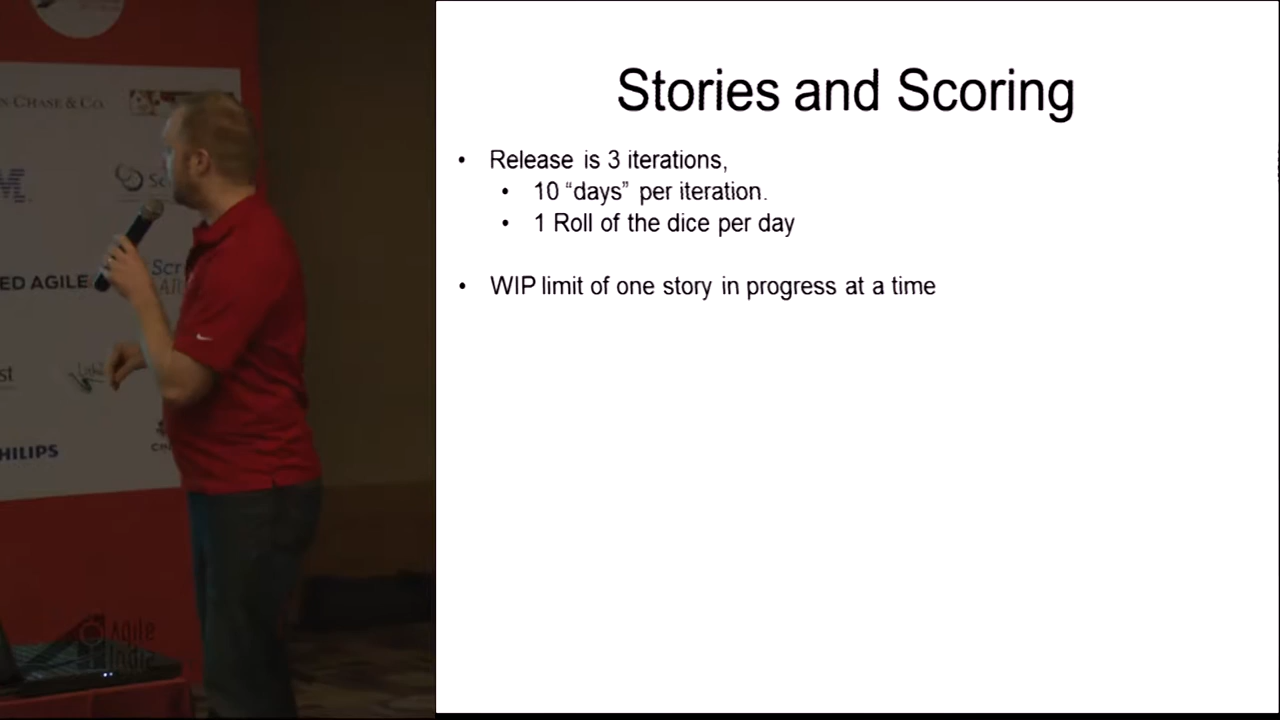 Stories and Scoring
• Release is 3 iterations,
• 10 “days” per iteration.
• 1 Roll of the dice per day
• WIP limit of one story in progress at a time
N CHASE & CO.
ED AGILE
st
HILIPS
Agile